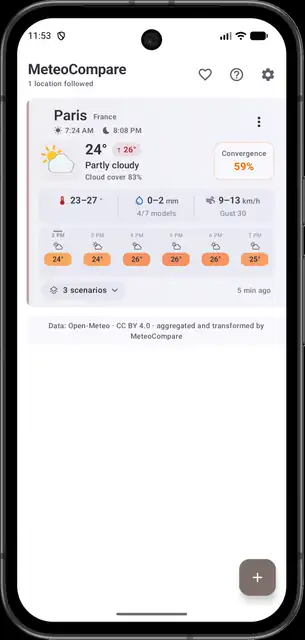 11:53
MeteoCompare
1 location followed
Paris France
7:24 AM 8:08 PM
24° ↑ 26°
Partly cloudy
Cloud cover 83%
Convergence
59%
23–27 °
0–2 mm
4/7 models
9–13 km/h
Gust 30
2 PM 3 PM 4 PM 5 PM 6 PM 7 PM
24° 24° 26° 26° 26° 25°
3 scenarios
5 min ago
Data: Open-Meteo · CC BY 4.0 · aggregated and transformed by
MeteoCompare
+